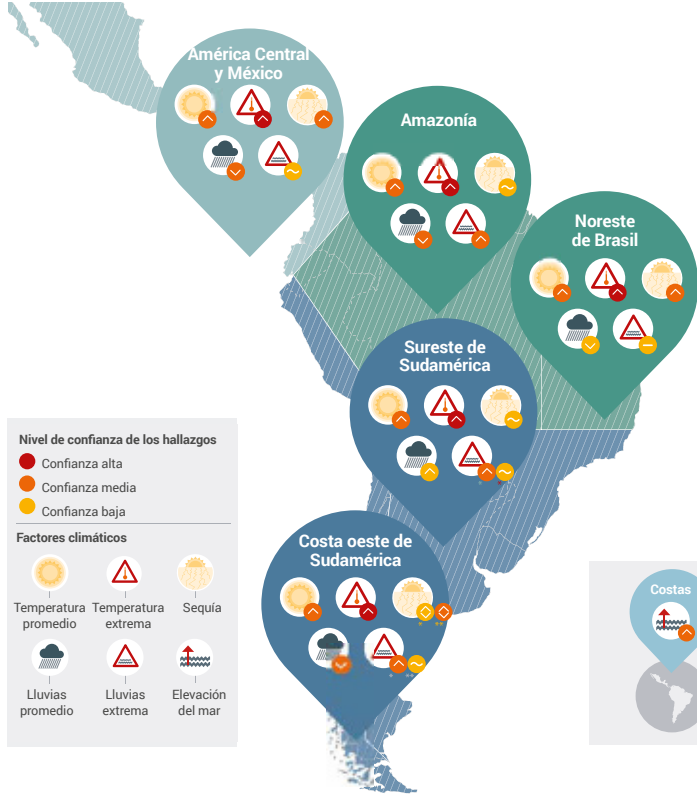 América Central
y México
Amazonía
Noreste
de Brasil
Sureste de
Sudamérica
Costa oeste de
Sudamérica
Nivel de confianza de los hallazgos
Confianza alta
Confianza media
Confianza baja
Factores climáticos
Temperatura
promedio
Temperatura
extrema
Sequía
Lluvias
promedio
Lluvias
extrema
Elevación
del mar
Costas